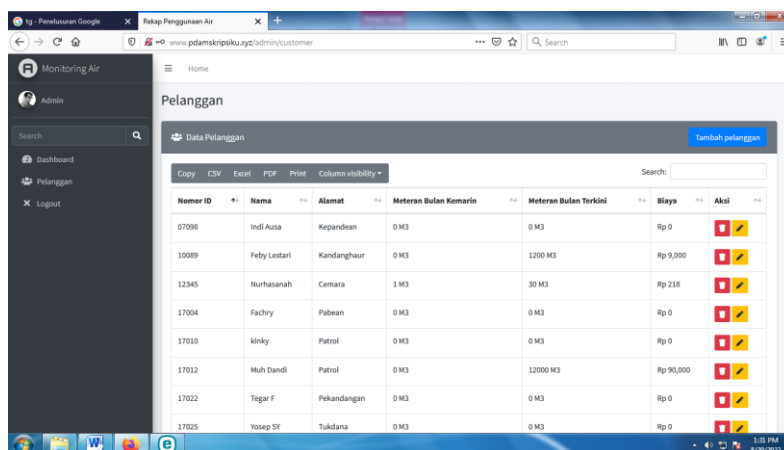 tg - Penelusuran Google
Rekap Penggunaan Air
www.pdamskripsiku.xyz/admin/customer
Search
Monitoring Air
Home
Admin
Pelanggan
Search
Data Pelanggan
Tambah pelanggan
Dashboard
Pelanggan
Logout
Copy CSV Excel PDF Print Column visibility
Search:
Nomor ID Nama Alamat Meteran Bulan Kemarin Meteran Bulan Terkini Biaya Aksi
07098 Indi Ausa Kepandean 0 M3 0 M3 Rp 0
10089 Feby Lestari Kandanghaur 0 M3 1200 M3 Rp 9,000
12345 Nurhasanah Cemara 1 M3 30 M3 Rp 218
17004 Fachry Pabean 0 M3 0 M3 Rp 0
17010 kinky Patrol 0 M3 0 M3 Rp 0
17012 Muh Dandi Patrol 0 M3 12000 M3 Rp 90,000
17022 Tegar F Pekandangan 0 M3 0 M3 Rp 0
17025 Yosep SY Tukdana 0 M3 0 M3 Rp 0
1:31 PM